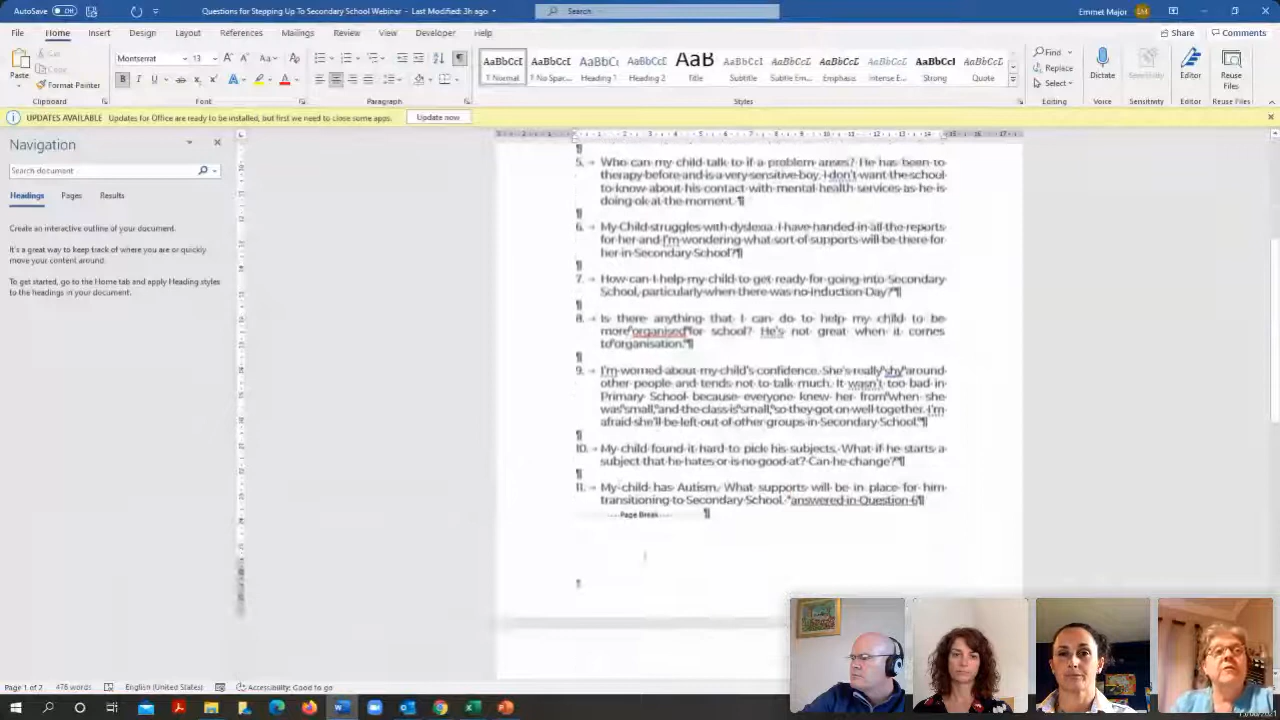 AutoSave Off
Questions for Stepping Up To Secondary School Webinar - Last Modified: 3h ago
Search
Emmet Major EM
File Home Insert Design Layout References Mailings Review View Developer Help
Share Comments
Paste
Cut
Copy
Format Painter
Clipboard
Montserrat
Font
Paragraph
AaBbCcI AaBbCcI AaBbC AaBbCcI AaB AaBbCcD AaBbCcD AaBbCcD AaBbCcD AaBbCcI AaBbCcD
1 Normal 1 No Spac... Heading 1 Heading 2 Title Subtitle Subtle Em... Emphasis Intense E... Strong Quote
Styles
Find
Replace
Select
Editing
Dictate
Voice
Sensitivity
Sensitivity
Editor
Editor
Reuse Files
Reuse Files
UPDATES AVAILABLE Updates for Office are ready to be installed, but first we need to close some apps. Update now
Navigation
Search document
Headings Pages Results
Create an interactive outline of your document.
It's a great way to keep track of where you are or quickly
move your content around.
To get started, go to the Home tab and apply Heading styles
to the headings in your document.
5. Who can my child talk to if a problem arises? He has been to
therapy before and is a very sensitive boy. I don't want the school
to know about his contact with mental health services as he is
doing ok at the moment.
6. My Child struggles with dyslexia. I have handed in all the reports
for her and I'm wondering what sort of supports will be there for
her in Secondary School?
7. How can I help my child to get ready for going into Secondary
School, particularly when there was no induction Day?
8. Is there anything that I can do to help my child to be
more organised for school? He's not great when it comes
to organisation.
9. I'm worried about my child's confidence. She's really shy around
other people and tends not to talk much. It wasn't too bad in
Primary School because everyone knew her from when she
was small, and the class is small, so they got on well together. I'm
afraid she'll be left out of other groups in Secondary School.
10. My child found it hard to pick his subjects. What if he starts a
subject that he hates or is no good at? Can he change?
11. My child has Autism. What supports will be in place for him
transitioning to Secondary School. *answered in Question 6
Page Break
Page 1 of 2 476 words English (United States) Accessibility: Good to go